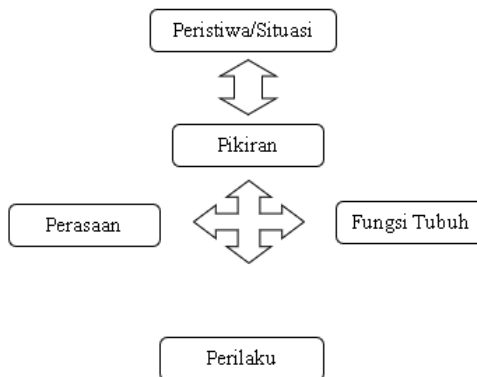 Peristiwa/Situasi
Pikiran
Perasaan
Fungsi Tubuh
Perilaku